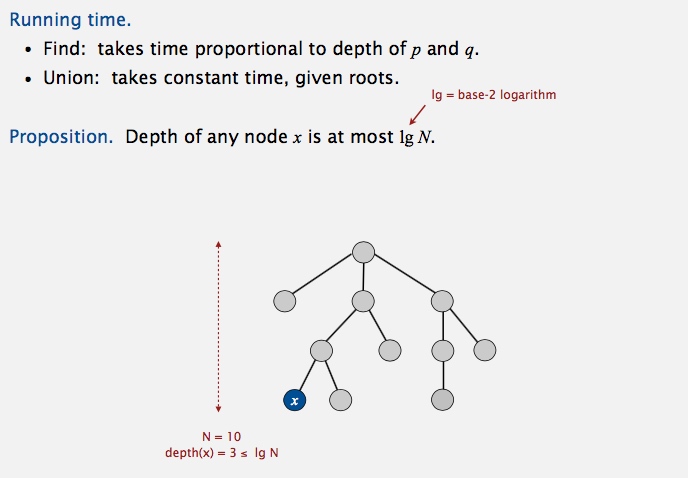 Running time.
• Find: takes time proportional to depth of p and q.
• Union: takes constant time, given roots.
lg = base-2 logarithm
Proposition. Depth of any node x is at most lg N.
x
N = 10
depth(x) = 3 ≤ lg N